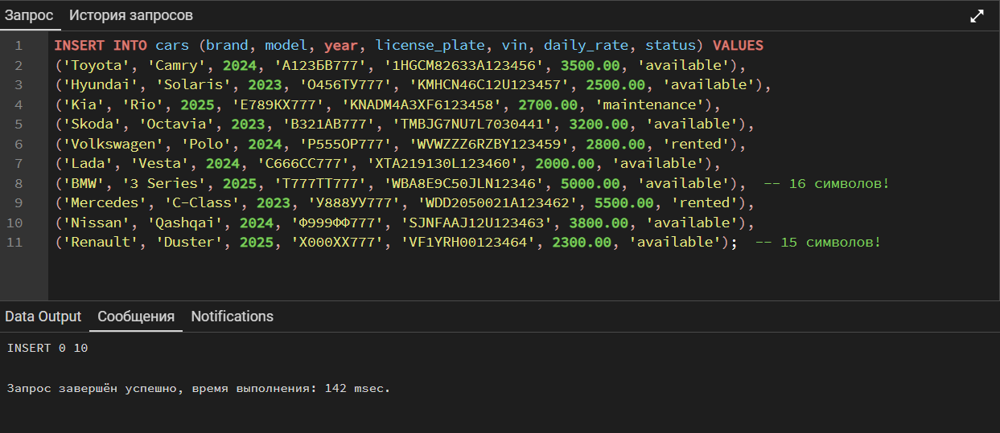 Запрос История запросов
1 INSERT INTO cars (brand, model, year, license_plate, vin, daily_rate, status) VALUES
2 ('Toyota', 'Camry', 2024, 'А123БВ777', '1HGCM82633A123456', 3500.00, 'available'),
3 ('Hyundai', 'Solaris', 2023, 'О456ТУ777', 'KMHCN46C12U123457', 2500.00, 'available'),
4 ('Kia', 'Rio', 2025, 'Е789КХ777', 'KNADM4A3XF6123458', 2700.00, 'maintenance'),
5 ('Skoda', 'Octavia', 2023, 'В321АВ777', 'TMBJG7NU7L7030441', 3200.00, 'available'),
6 ('Volkswagen', 'Polo', 2024, 'Р555ОР777', 'WVWZZZ6RZBY123459', 2800.00, 'rented'),
7 ('Lada', 'Vesta', 2024, 'С666СС777', 'XTA219130L123460', 2000.00, 'available'),
8 ('BMW', '3 Series', 2025, 'Т777ТТ777', 'WBA8E9C50JLN12346', 5000.00, 'available'), -- 16 символов!
9 ('Mercedes', 'C-Class', 2023, 'У888УУ777', 'WDD2050021A123462', 5500.00, 'rented'),
10 ('Nissan', 'Qashqai', 2024, 'Ф999ФФ777', 'SJNFAAJ12U123463', 3800.00, 'available'),
11 ('Renault', 'Duster', 2025, 'Х000ХХ777', 'VF1YRH00123464', 2300.00, 'available'); -- 15 символов!
Data Output Сообщения Notifications
INSERT 0 10
Запрос завершён успешно, время выполнения: 142 msec.